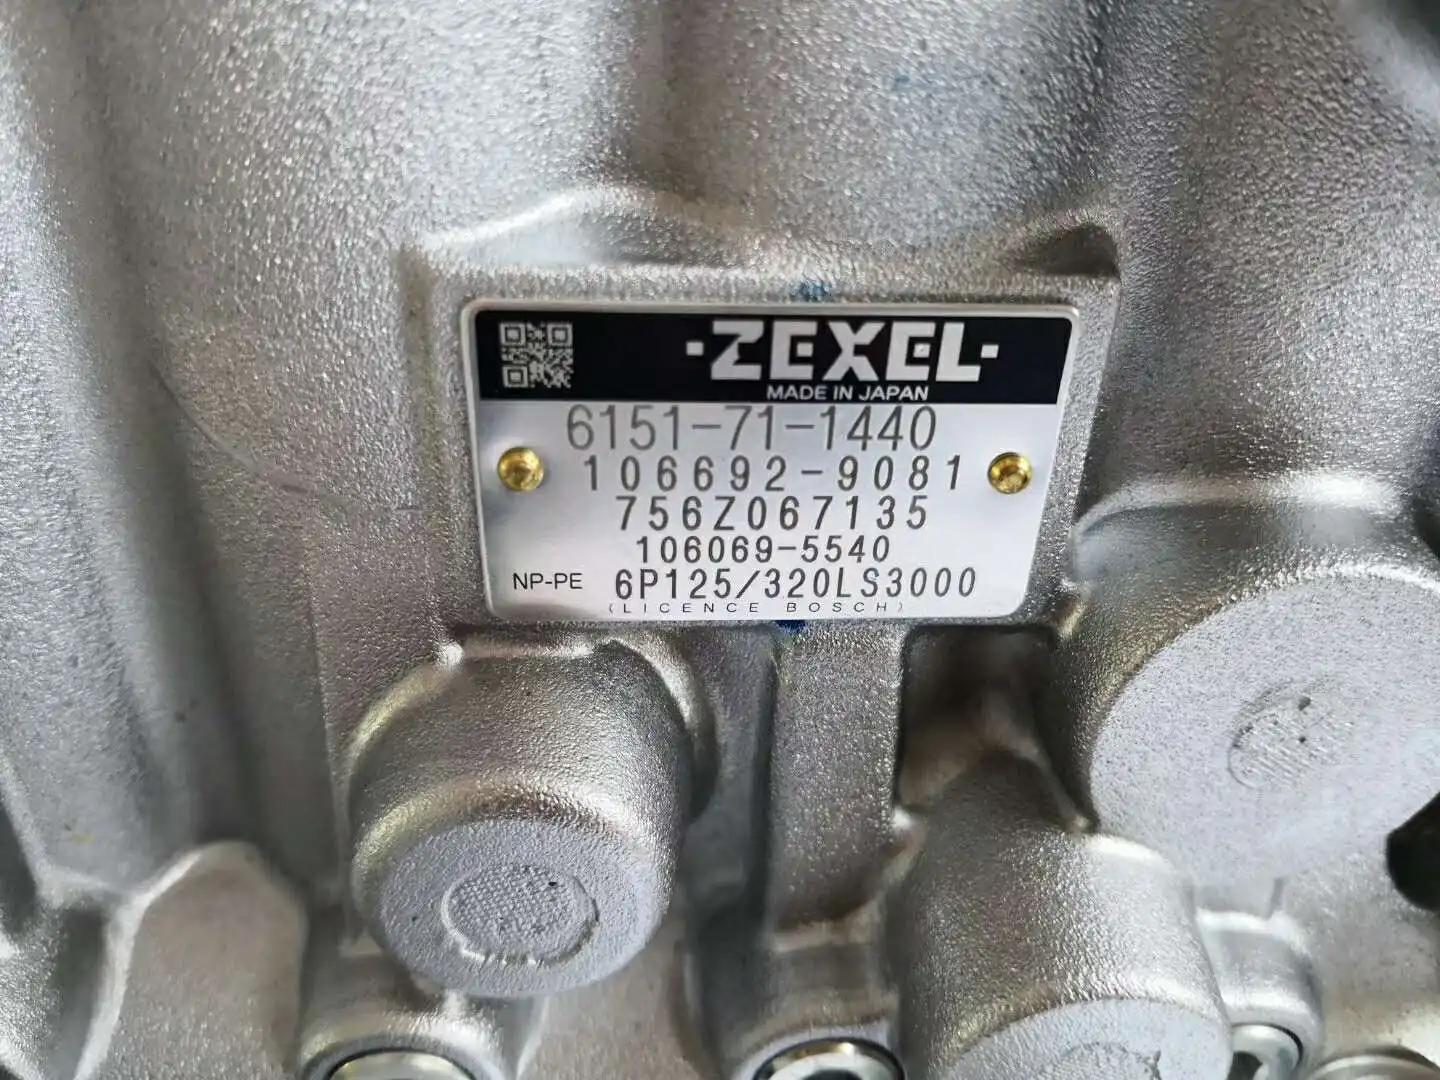 ·ZEXEL·
MADE IN JAPAN
6151-71-1440
106692-9081
756Z067135
106069-5540
NP-PE 6P125/320LS3000
(LICENCE BOSCH)